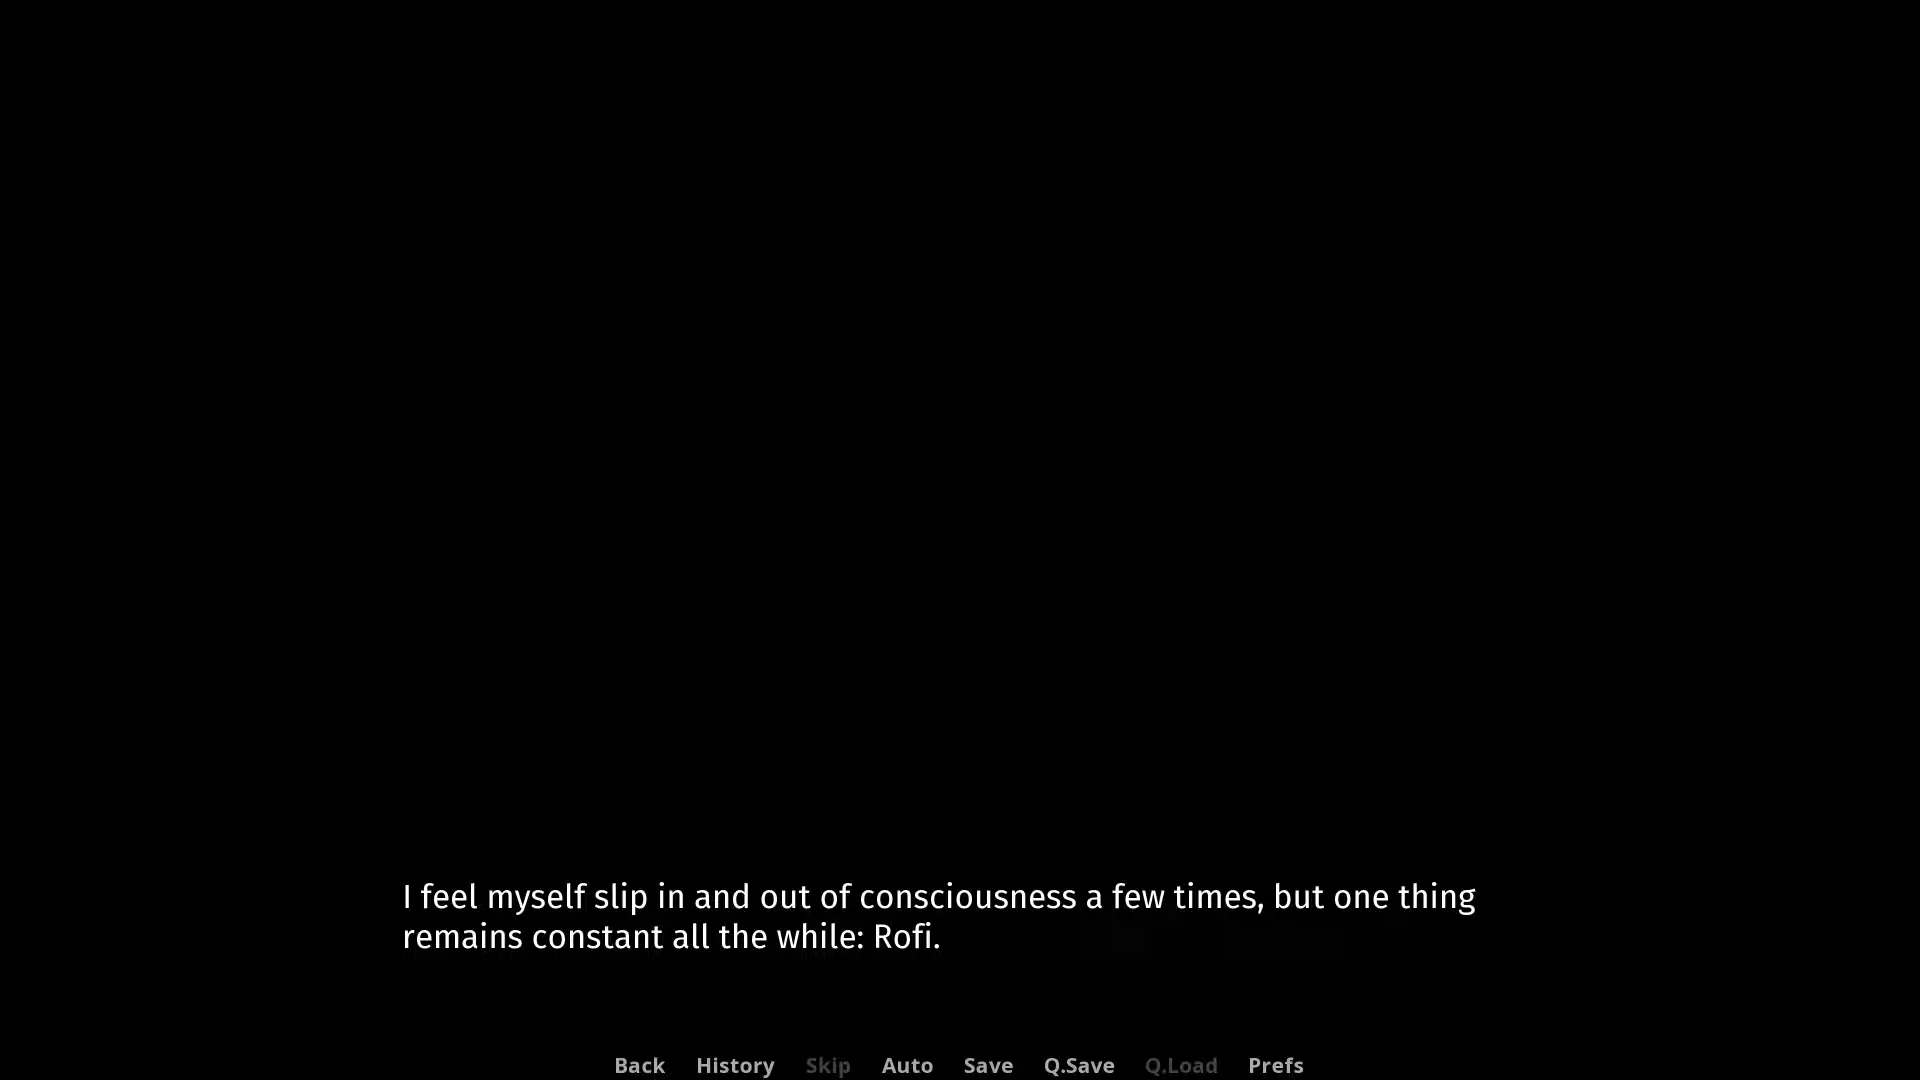 I feel myself slip in and out of consciousness a few times, but one thing
remains constant all the while: Rofi.
Back History Skip Auto Save Q.Save Q.Load Prefs